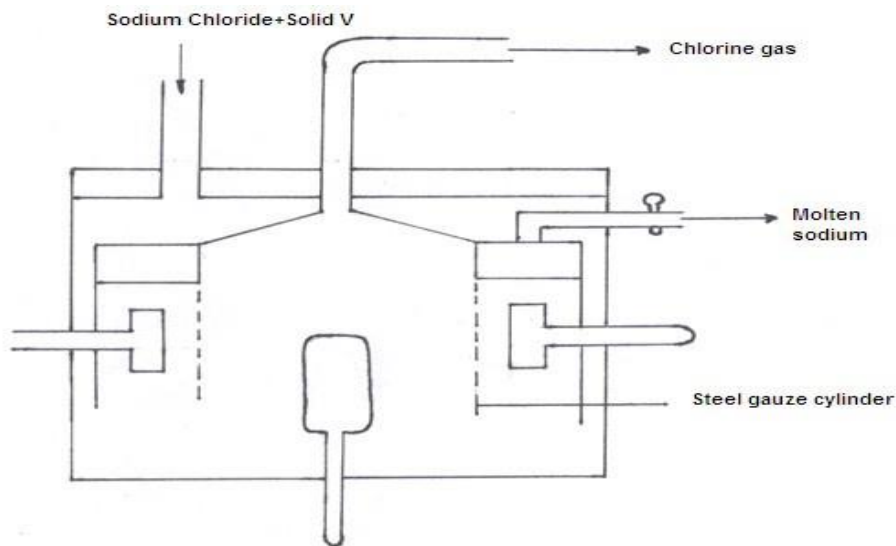 Sodium Chloride+Solid V
Chlorine gas
Molten
sodium
Steel gauze cylinder